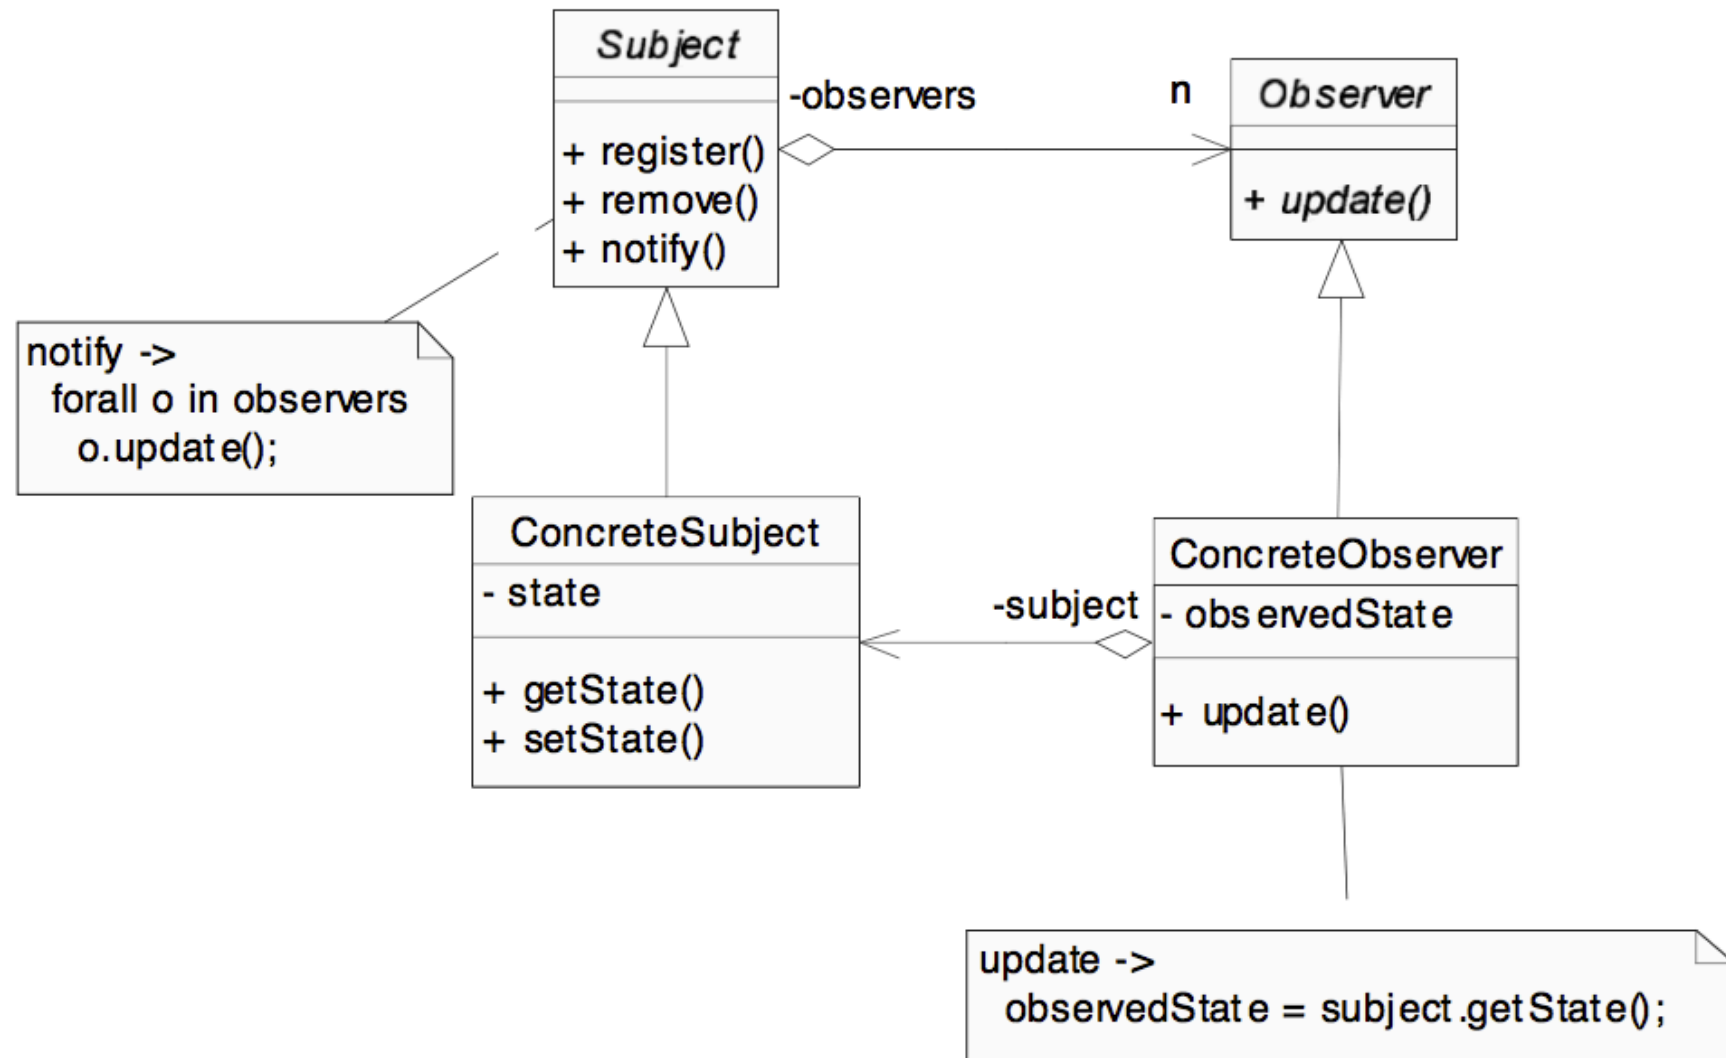 Subject
-observers
n
Observer
+ register()
+ remove()
+ notify()
+ update()
notify ->
forall o in observers
o.update();
ConcreteSubject
- state
+ getState()
+ setState()
-subject
ConcreteObserver
- observedState
+ update()
update ->
observedState = subject.getState();